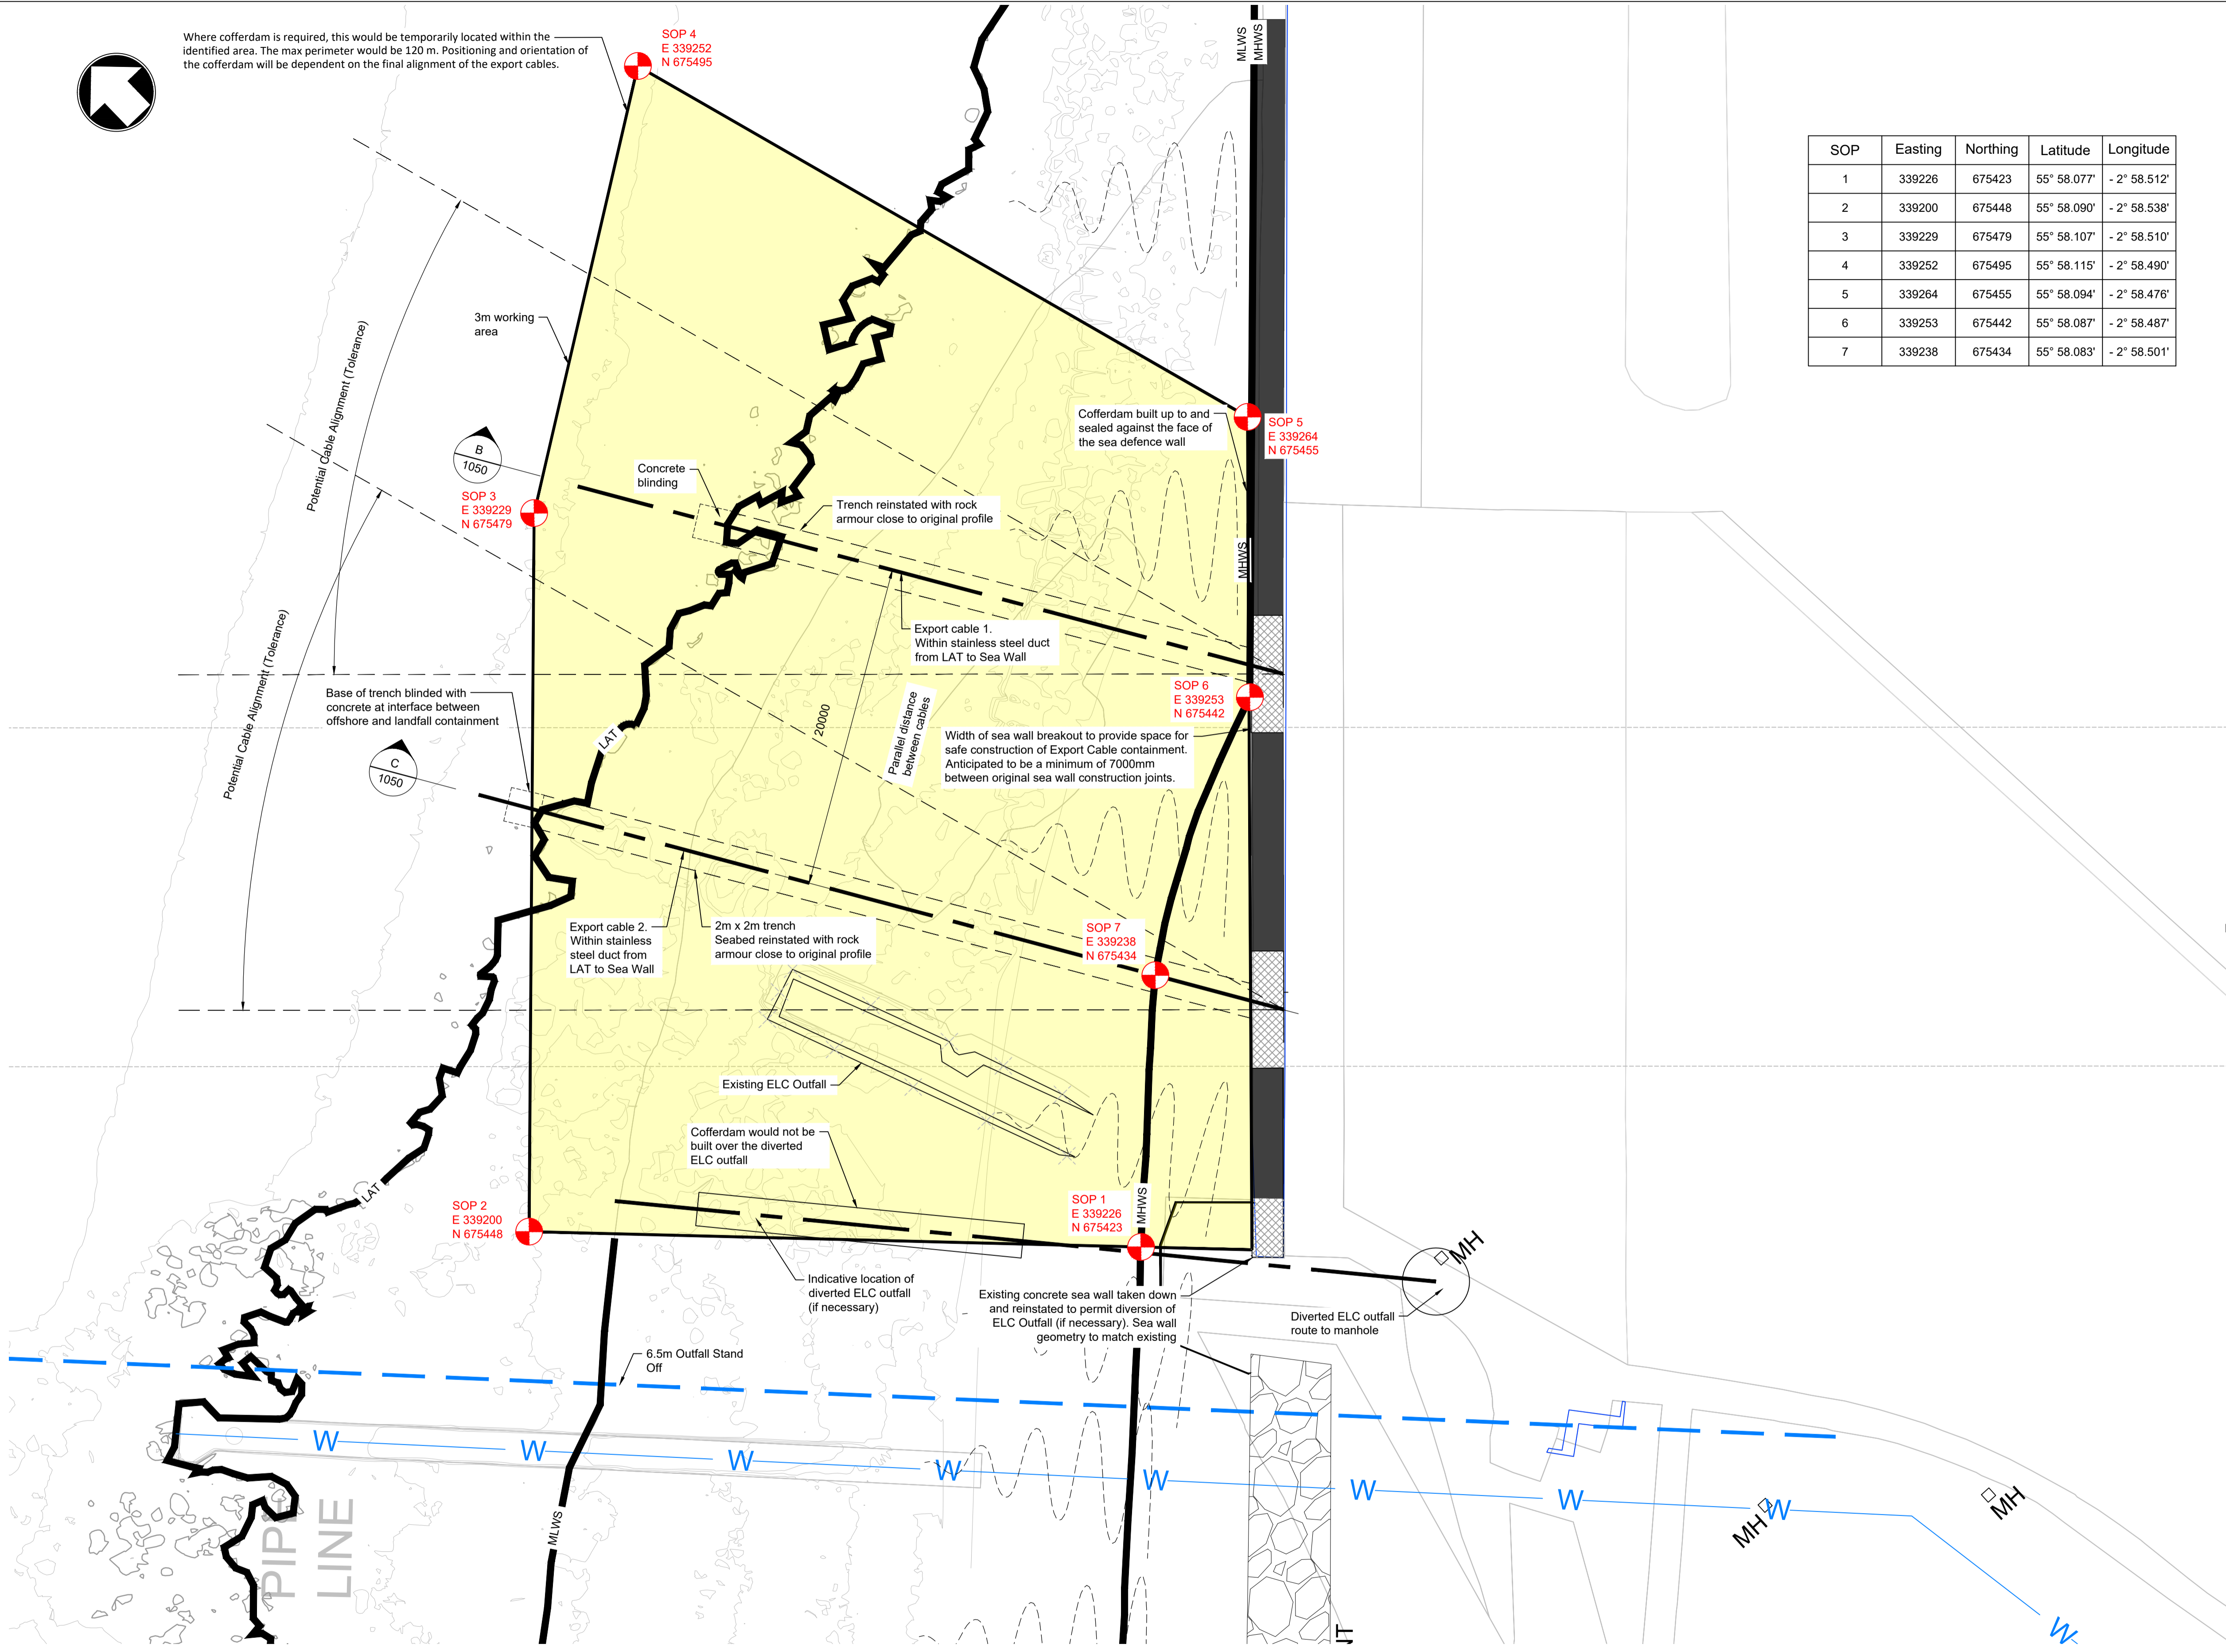 Where cofferdam is required, this would be temporarily located within the
identified area. The max perimeter would be 120 m. Positioning and orientation of
the cofferdam will be dependent on the final alignment of the export cables.
SOP 4
E 339252
N 675495
MLWS
MHWS
SOP Easting Northing Latitude Longitude
1 339226 675423 55° 58.077' - 2° 58.512'
2 339200 675448 55° 58.090' - 2° 58.538'
3 339229 675479 55° 58.107' - 2° 58.510'
4 339252 675495 55° 58.115' - 2° 58.490'
5 339264 675455 55° 58.094' - 2° 58.476'
6 339253 675442 55° 58.087' - 2° 58.487'
7 339238 675434 55° 58.083' - 2° 58.501'
3m working
area
Potential Cable Alignment (Tolerance)
Cofferdam built up to and
sealed against the face of
the sea defence wall
SOP 5
E 339264
N 675455
B
1050
Concrete
blinding
SOP 3
E 339229
N 675479
Trench reinstated with rock
armour close to original profile
MHWS
Export cable 1.
Within stainless steel duct
from LAT to Sea Wall
Potential Cable Alignment (Tolerance)
Base of trench blinded with
concrete at interface between
offshore and landfall containment
SOP 6
E 339253
N 675442
20000
Parallel distance
between cables
LAT
Width of sea wall breakout to provide space for
safe construction of Export Cable containment.
Anticipated to be a minimum of 7000mm
between original sea wall construction joints.
C
1050
Export cable 2.
Within stainless
steel duct from
LAT to Sea Wall
2m x 2m trench
Seabed reinstated with rock
armour close to original profile
SOP 7
E 339238
N 675434
Existing ELC Outfall
Cofferdam would not be
built over the diverted
ELC outfall
LAT
SOP 2
E 339200
N 675448
SOP 1
E 339226
N 675423
MHWS
MH
Indicative location of
diverted ELC outfall
(if necessary)
Existing concrete sea wall taken down
and reinstated to permit diversion of
ELC Outfall (if necessary). Sea wall
geometry to match existing
Diverted ELC outfall
route to manhole
6.5m Outfall Stand
Off
W
W
W
W
W
W
W
W
W
MH
MH
PIPE
LINE
MLWS